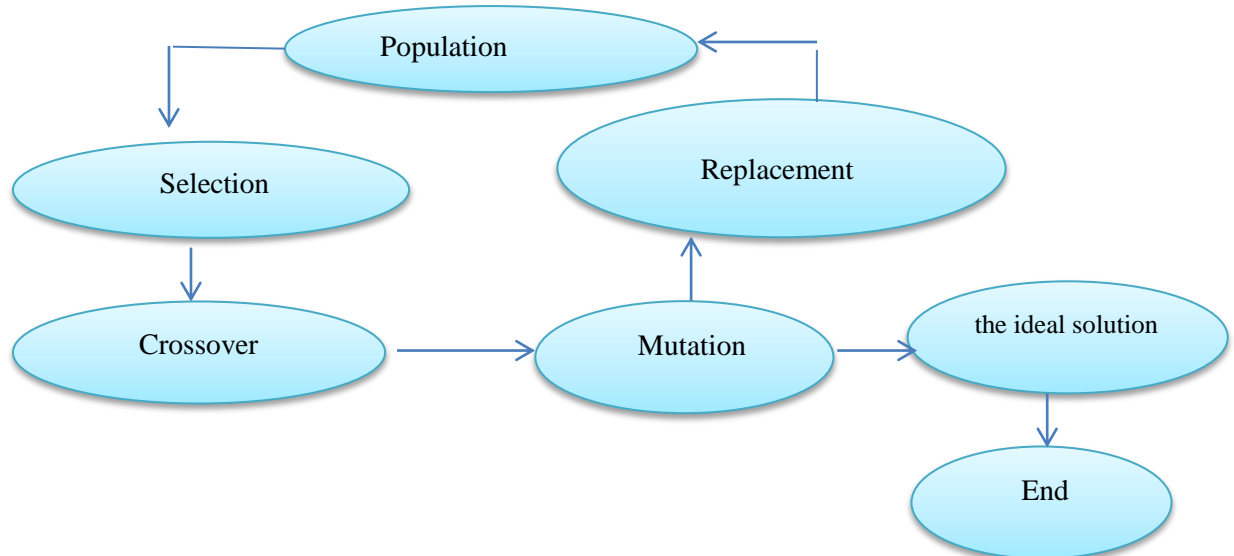 Population
Selection
Replacement
Crossover
Mutation
the ideal solution
End